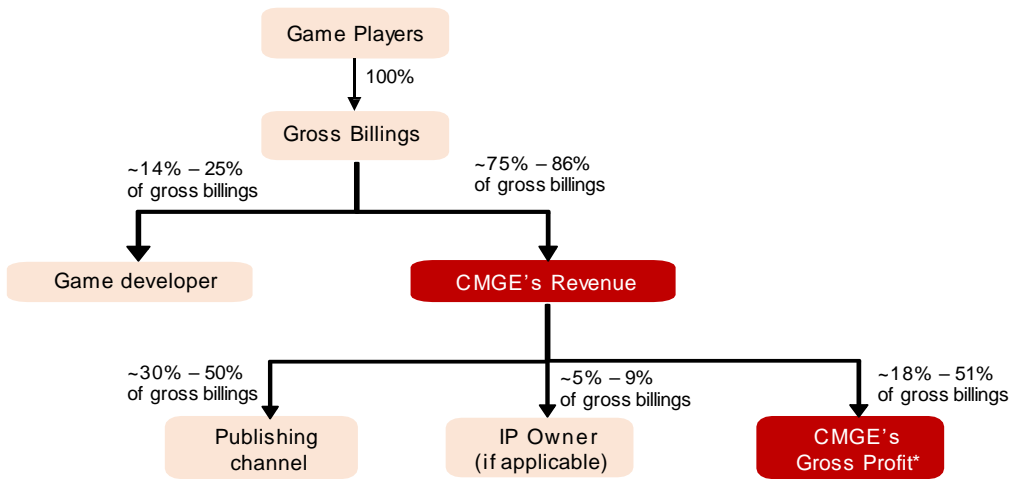 Game Players
100%
Gross Billings
~14% – 25%
of gross billings
~75% – 86%
of gross billings
Game developer
CMGE's Revenue
~30% – 50%
of gross billings
~5% – 9%
of gross billings
~18% – 51%
of gross billings
Publishing
channel
IP Owner
(if applicable)
CMGE's
Gross Profit*